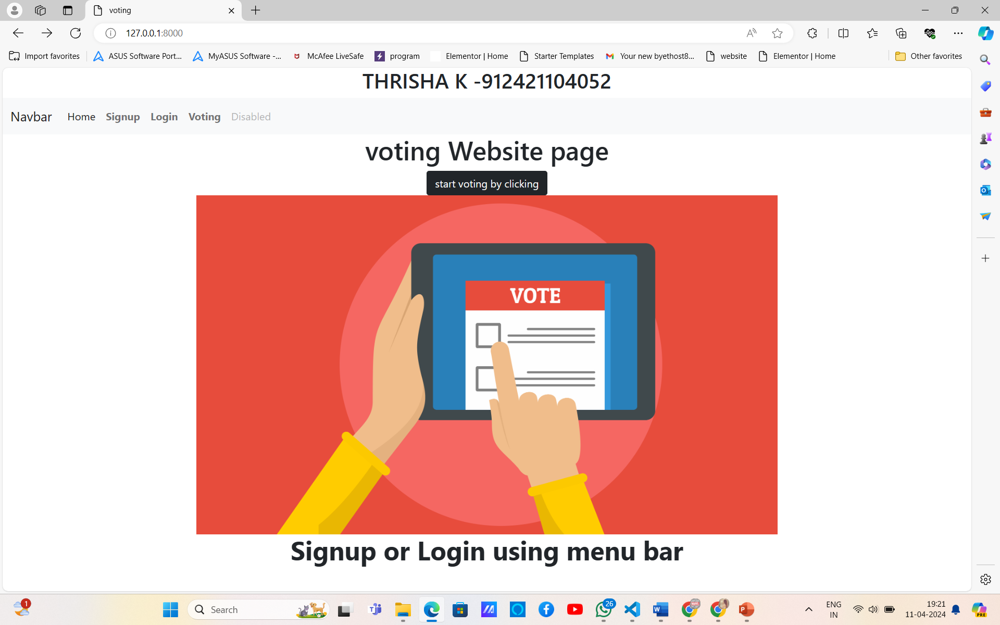 voting
127.0.0.1:8000
Import favorites
ASUS Software Port...
MyASUS Software -...
McAfee LiveSafe
program
Elementor | Home
Starter Templates
Your new byethost8...
website
Elementor | Home
Other favorites
THRISHA K -912421104052
Navbar Home Signup Login Voting Disabled
voting Website page
start voting by clicking
VOTE
Signup or Login using menu bar
1
Search
26
ENG
IN
19:21
11-04-2024
PRE